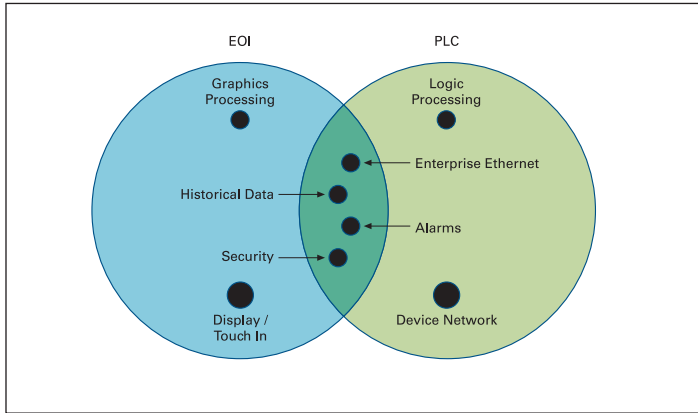 EOI
PLC
Graphics
Processing
Logic
Processing
Enterprise Ethernet
Historical Data
Alarms
Security
Display /
Touch In
Device Network